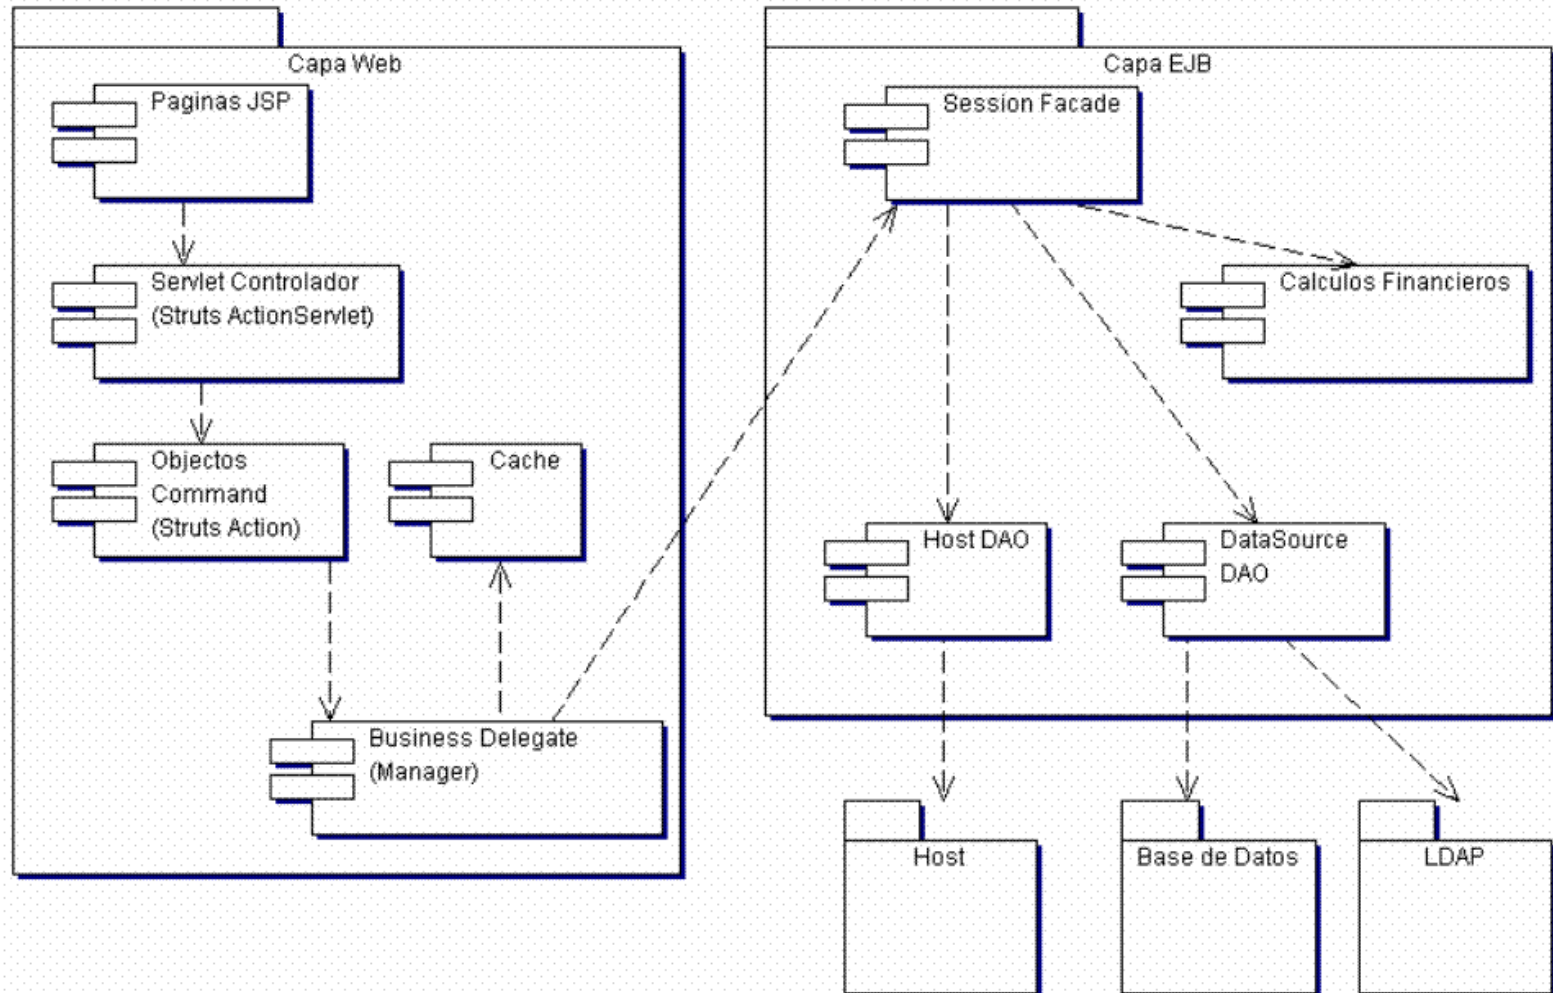 Capa Web
Paginas JSP
Servlet Controlador
(Struts ActionServlet)
Objectos
Command
(Struts Action)
Cache
Business Delegate
(Manager)
Capa EJB
Session Facade
Calculos Financieros
Host DAO
DataSource
DAO
Host
Base de Datos
LDAP